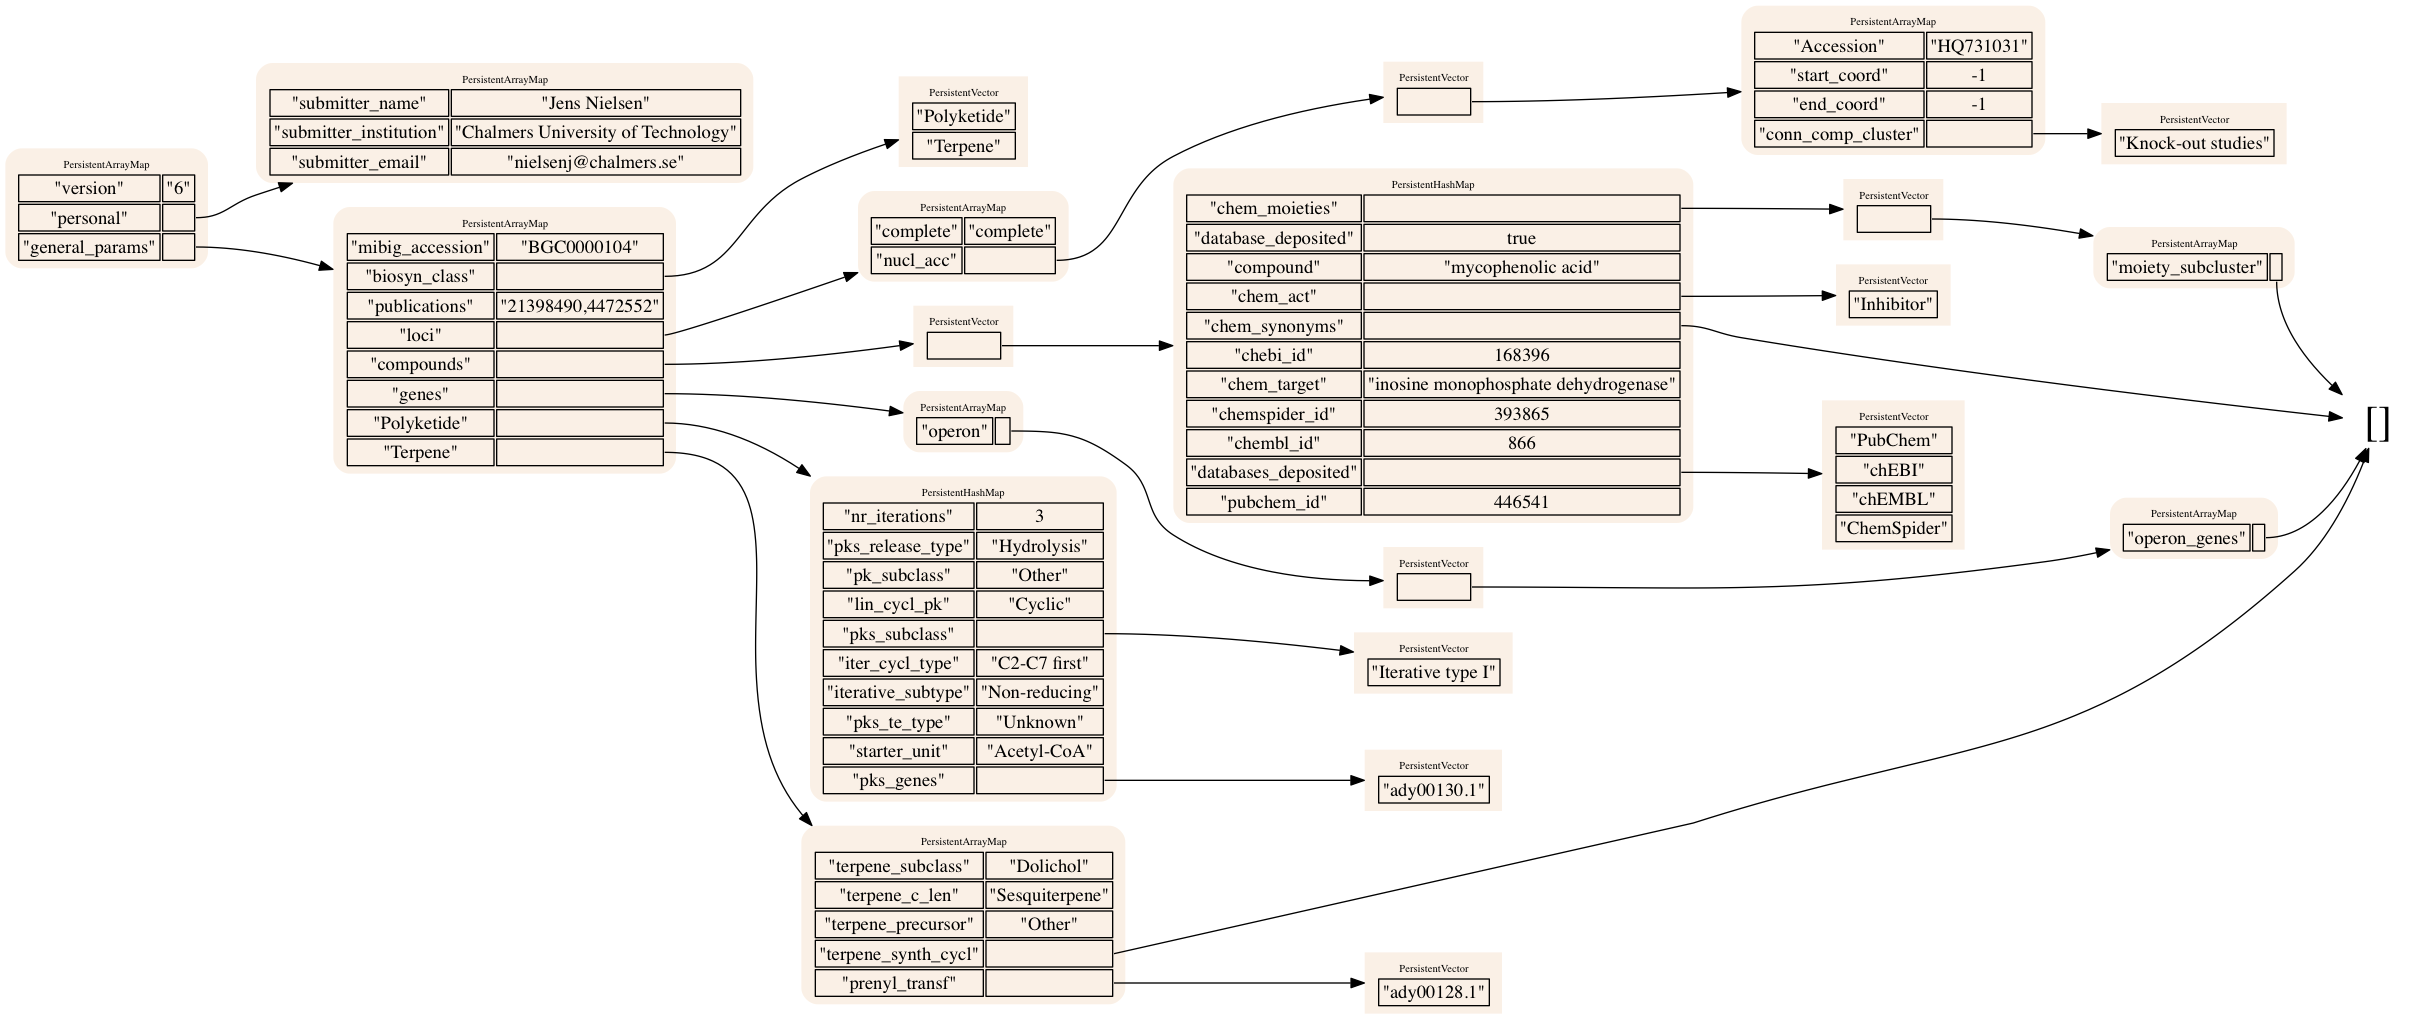 PersistentArrayMap
"version" "6"
"personal"
"general_params"
PersistentArrayMap
"submitter_name" "Jens Nielsen"
"submitter_institution" "Chalmers University of Technology"
"submitter_email" "nielsenj@chalmers.se"
PersistentArrayMap
"mibig_accession" "BGC0000104"
"biosyn_class"
"publications" "21398490,4472552"
"loci"
"compounds"
"genes"
"Polyketide"
"Terpene"
PersistentVector
"Polyketide"
"Terpene"
PersistentArrayMap
"complete" "complete"
"nucl_acc"
PersistentVector
PersistentArrayMap
"operon"
PersistentHashMap
"nr_iterations" 3
"pks_release_type" "Hydrolysis"
"pk_subclass" "Other"
"lin_cycl_pk" "Cyclic"
"pks_subclass"
"iter_cycl_type" "C2-C7 first"
"iterative_subtype" "Non-reducing"
"pks_te_type" "Unknown"
"starter_unit" "Acetyl-CoA"
"pks_genes"
PersistentArrayMap
"terpene_subclass" "Dolichol"
"terpene_c_len" "Sesquiterpene"
"terpene_precursor" "Other"
"terpene_synth_cycl"
"prenyl_transf"
PersistentVector
PersistentHashMap
"chem_moieties"
"database_deposited" true
"compound" "mycophenolic acid"
"chem_act"
"chem_synonyms"
"chebi_id" 168396
"chem_target" "inosine monophosphate dehydrogenase"
"chemspider_id" 393865
"chembl_id" 866
"databases_deposited"
"pubchem_id" 446541
PersistentVector
PersistentVector
"Iterative type I"
PersistentVector
"ady00130.1"
PersistentVector
"ady00128.1"
PersistentArrayMap
"Accession" "HQ731031"
"start_coord" -1
"end_coord" -1
"conn_comp_cluster"
PersistentVector
"Knock-out studies"
PersistentVector
PersistentArrayMap
"moiety_subcluster"
PersistentVector
"Inhibitor"
PersistentVector
"PubChem"
"chEBI"
"chEMBL"
"ChemSpider"
PersistentArrayMap
"operon_genes"
[]